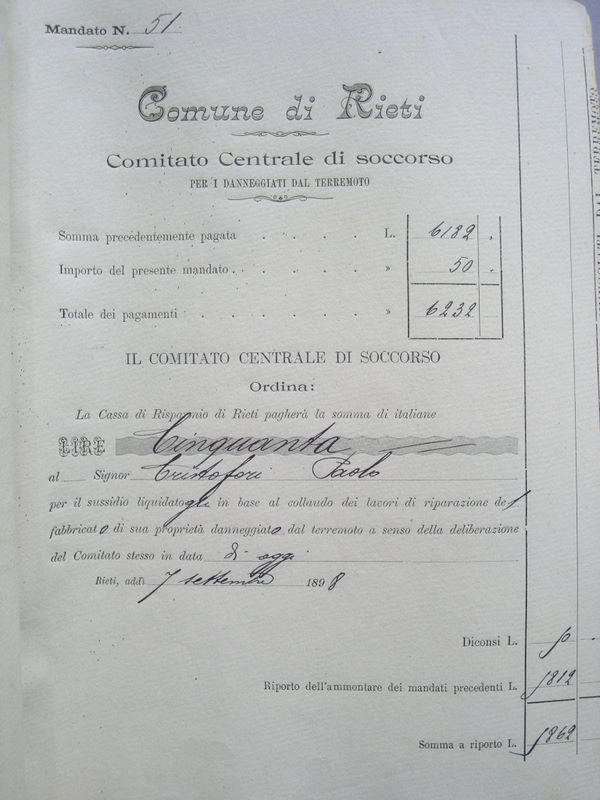 Mandato N. 51
Comune di Rieti
Comitato Centrale di soccorso
PER I DANNEGGIATI DAL TERREMOTO
Somma precedentemente pagata . . . . L. 6182 .
Importo del presente mandato . . . . . » 50 .
Totale dei pagamenti . . . . . . » 6232
IL COMITATO CENTRALE DI SOCCORSO
Ordina:
La Cassa di Risparmio di Rieti pagherà la somma di italiane
LIRE Cinquanta
al Signor Cristofori Paolo
per il sussidio liquidatogli in base al collaudo dei lavori di riparazione del
fabbricato di sua proprietà danneggiato dal terremoto a senso della deliberazione
del Comitato stesso in data di oggi
Rieti, addì 7 settembre 1898
Diconsi L. 50
Riporto dell'ammontare dei mandati precedenti L. 1812
Somma a riporto L. 1862